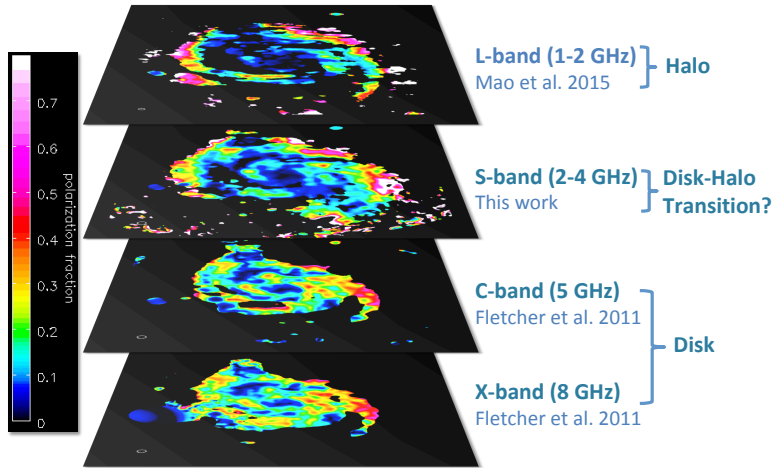 L-band (1-2 GHz)
Mao et al. 2015
Halo
S-band (2-4 GHz)
This work
Disk-Halo
Transition?
C-band (5 GHz)
Fletcher et al. 2011
Disk
X-band (8 GHz)
Fletcher et al. 2011
0.7
0.6
0.5
0.4
0.3
0.2
0.1
0
polarization fraction